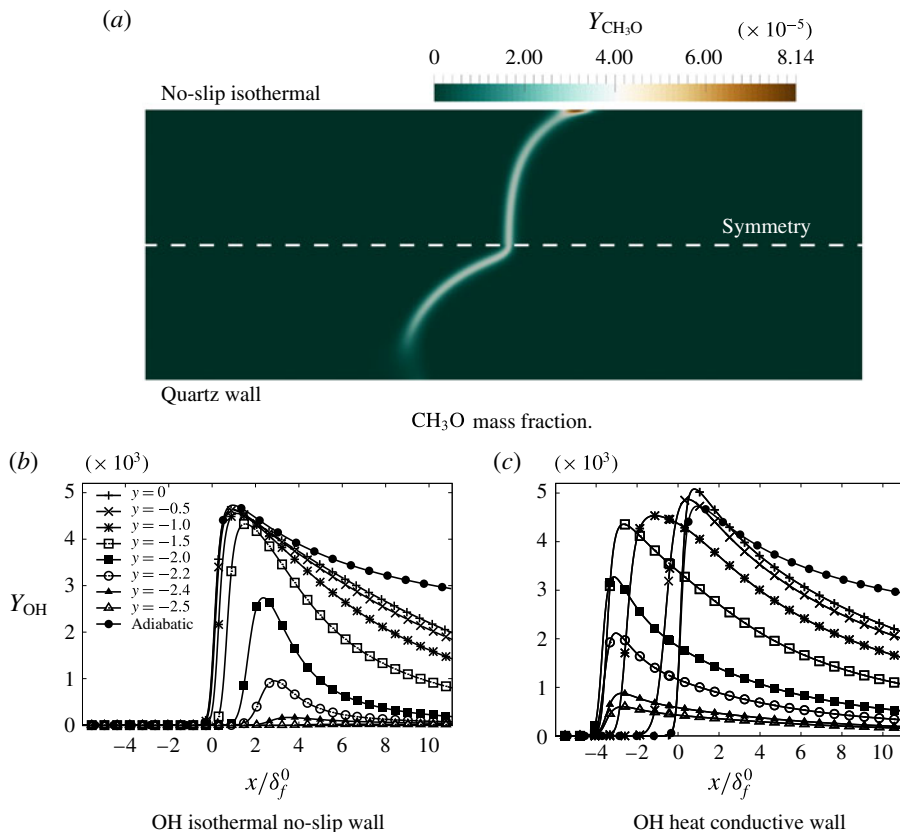 (a)
Y_CH₃O (× 10⁻⁵)
0 2.00 4.00 6.00 8.14
No-slip isothermal
Symmetry
Quartz wall
CH₃O mass fraction.
(b) (× 10³)
5
4
3
2
1
0
Y_OH
y = 0
y = −0.5
y = −1.0
y = −1.5
y = −2.0
y = −2.2
y = −2.4
y = −2.5
Adiabatic
−4 −2 0 2 4 6 8 10
x/δ_f^0
OH isothermal no-slip wall
(c) (× 10³)
5
4
3
2
1
0
−4 −2 0 2 4 6 8 10
x/δ_f^0
OH heat conductive wall